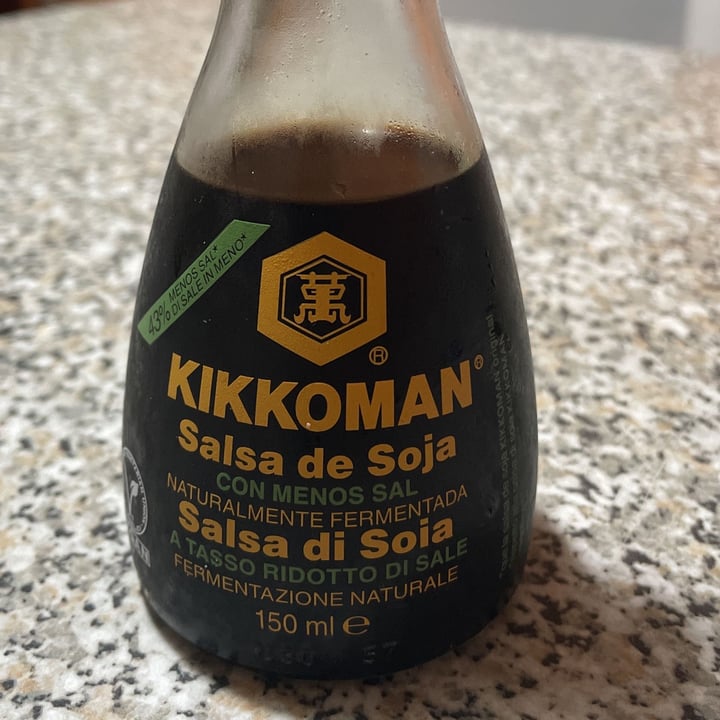 43% MENOS SAL*
% DI SALE IN MENO*
萬
®
KIKKOMAN®
Salsa de Soja
CON MENOS SAL
NATURALMENTE FERMENTADA
Salsa di Soia
A TASSO RIDOTTO DI SALE
FERMENTAZIONE NATURALE
150 ml ℮